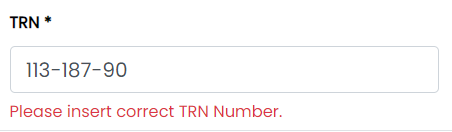 TRN *
113-187-90
Please insert correct TRN Number.